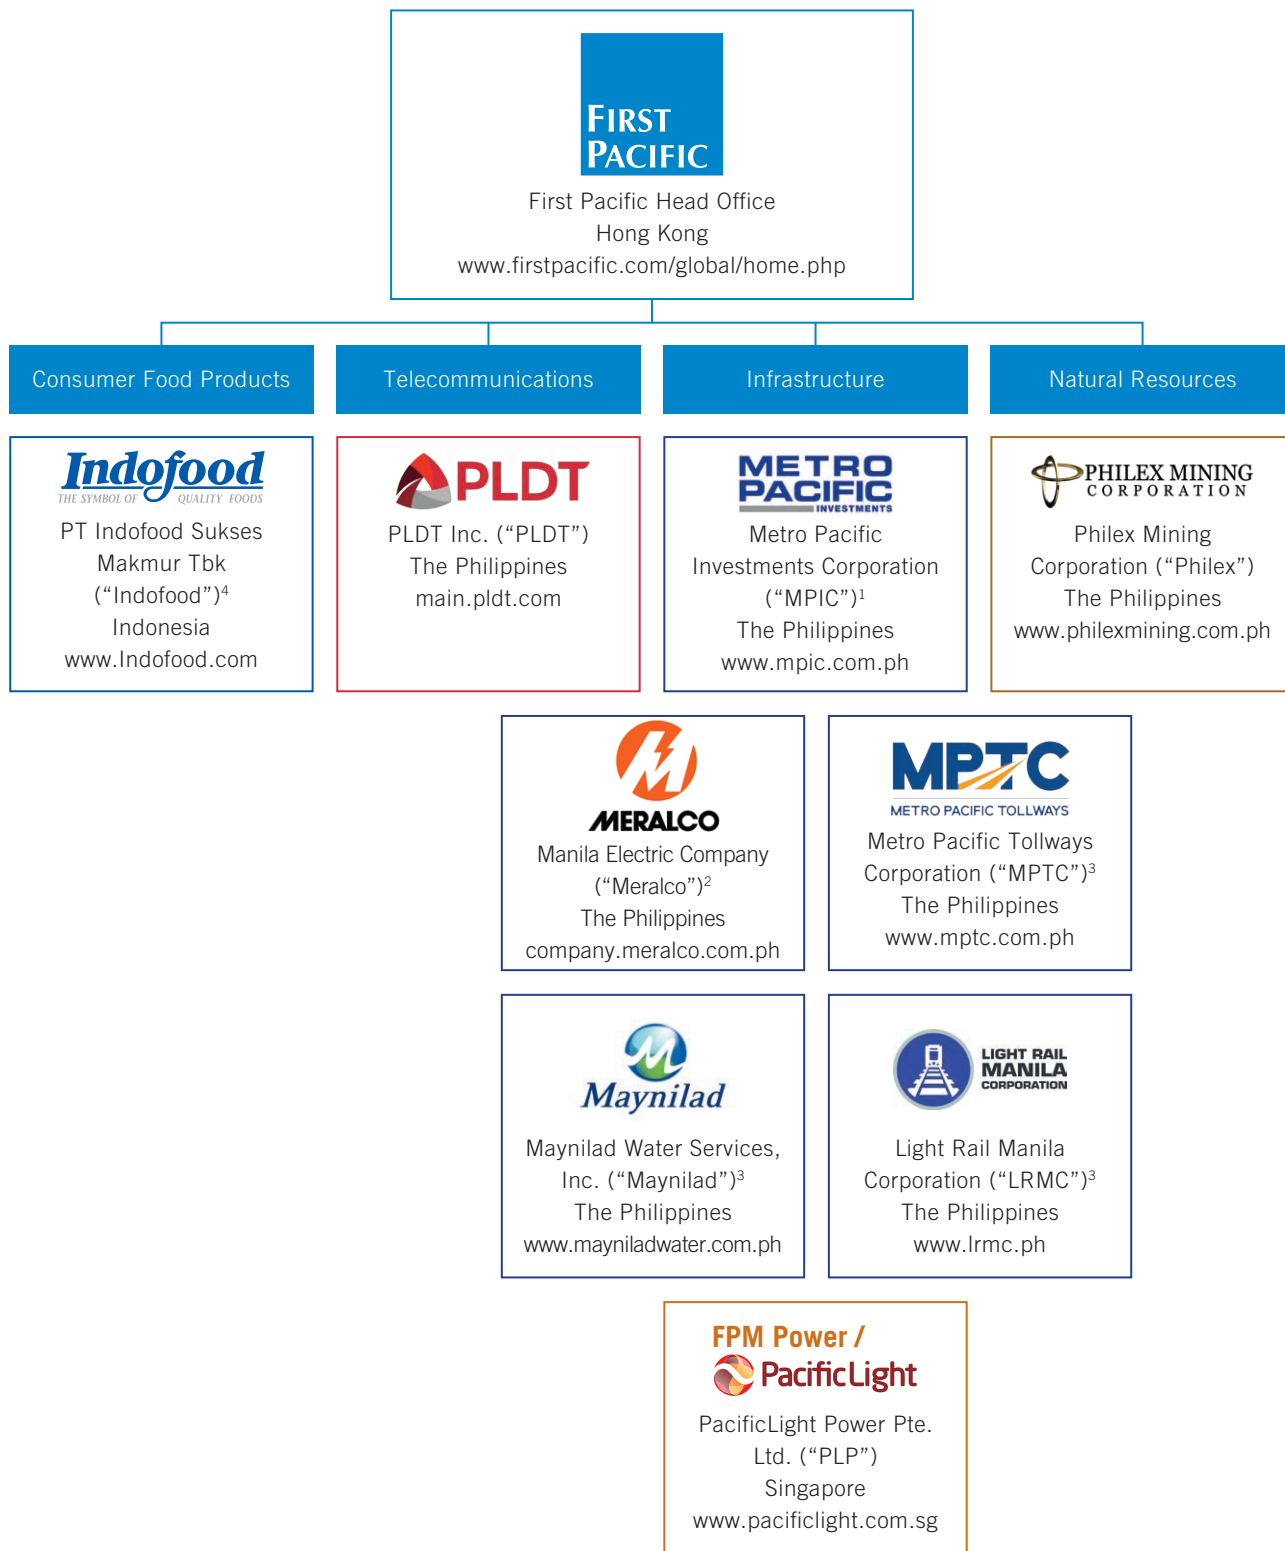 FIRST
PACIFIC
First Pacific Head Office
Hong Kong
www.firstpacific.com/global/home.php
Consumer Food Products
Telecommunications
Infrastructure
Natural Resources
Indofood
THE SYMBOL OF QUALITY FOODS
PT Indofood Sukses
Makmur Tbk
(“Indofood”)4
Indonesia
www.Indofood.com
PLDT
PLDT Inc. (“PLDT”)
The Philippines
main.pldt.com
METRO
PACIFIC
INVESTMENTS
Metro Pacific
Investments Corporation
(“MPIC”)1
The Philippines
www.mpic.com.ph
PHILEX MINING
CORPORATION
Philex Mining
Corporation (“Philex”)
The Philippines
www.philexmining.com.ph
MERALCO
Manila Electric Company
(“Meralco”)2
The Philippines
company.meralco.com.ph
MPTC
METRO PACIFIC TOLLWAYS
Metro Pacific Tollways
Corporation (“MPTC”)3
The Philippines
www.mptc.com.ph
Maynilad
Maynilad Water Services,
Inc. (“Maynilad”)3
The Philippines
www.mayniladwater.com.ph
LIGHT RAIL
MANILA
CORPORATION
Light Rail Manila
Corporation (“LRMC”)3
The Philippines
www.lrmc.ph
FPM Power /
PacificLight
PacificLight Power Pte.
Ltd. (“PLP”)
Singapore
www.pacificlight.com.sg